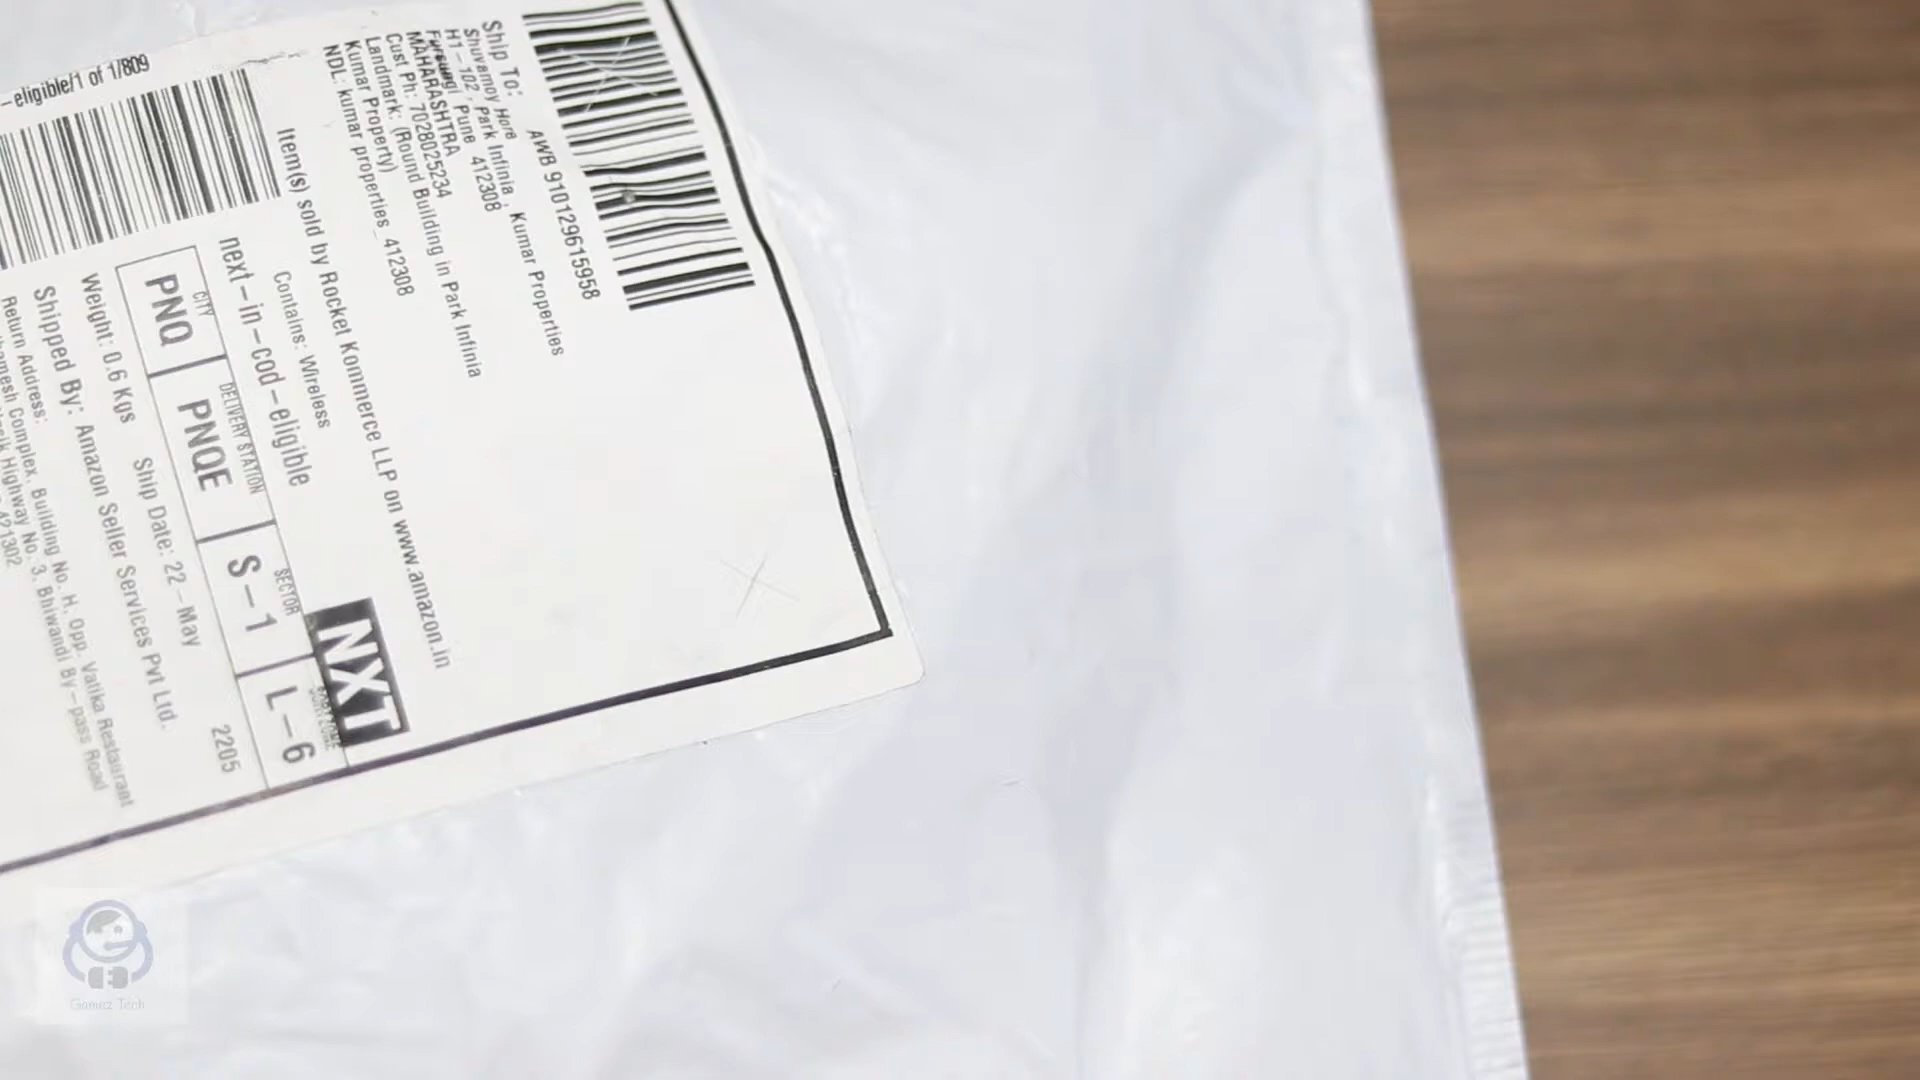 Ship To:
Shuvamoy Hore
H1-102, Park Infinia, Kumar Properties
Fursungi Pune 412308
MAHARASHTRA
Cust Ph: 7028025234
Landmark: (Round Building in Park Infinia
Kumar Property)
NDL: kumar properties_412308
AWB 910129615958
- eligible/1 of 1/809
Item(s) sold by Rocket Kommerce LLP on www.amazon.in
Contains: Wireless
next-in-cod-eligible
NXT
CITY
PNQ
DELIVERY STATION
PNQE
SECTOR
S-1
L-6
Weight: 0.6 Kgs
Ship Date: 22-May
2205
Shipped By: Amazon Seller Services Pvt Ltd.
Return Address:
Complex, Building No. H, Opp. Vatika Restaurant
Highway No. 3, Bhiwandi By-pass Road
421302
Gamez Tech